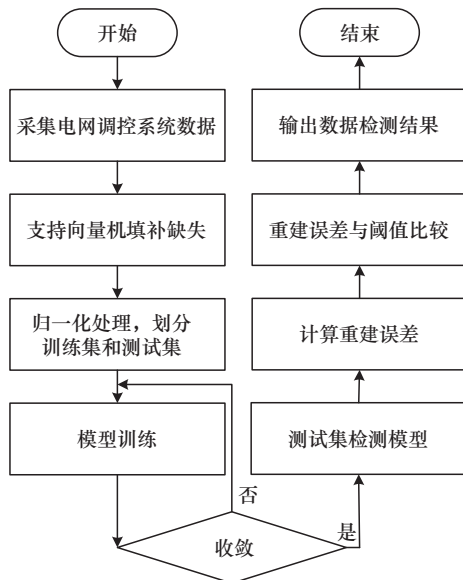 开始
采集电网调控系统数据
支持向量机填补缺失
归一化处理，划分
训练集和测试集
模型训练
收敛
否
是
测试集检测模型
计算重建误差
重建误差与阈值比较
输出数据检测结果
结束